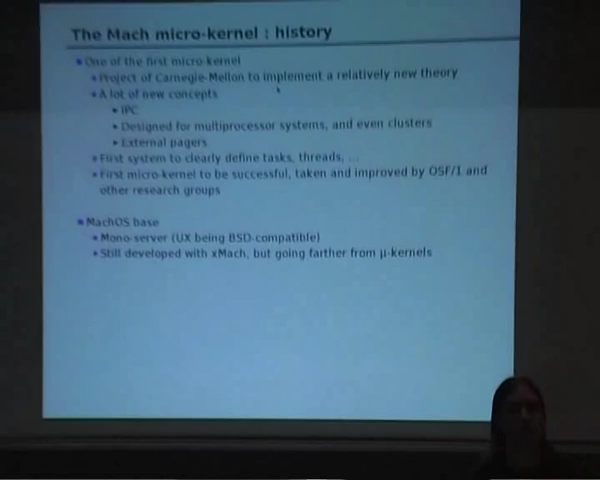 The Mach micro-kernel : history
One of the first micro-kernel
Project of Carnegie-Mellon to implement a relatively new theory
A lot of new concepts
IPC
Designed for multiprocessor systems, and even clusters
External pagers
First system to clearly define tasks, threads, ...
First micro-kernel to be successful, taken and improved by OSF/1 and
other research groups
MachOS base
Mono-server (UX being BSD-compatible)
Still developed with xMach, but going farther from µ-kernels